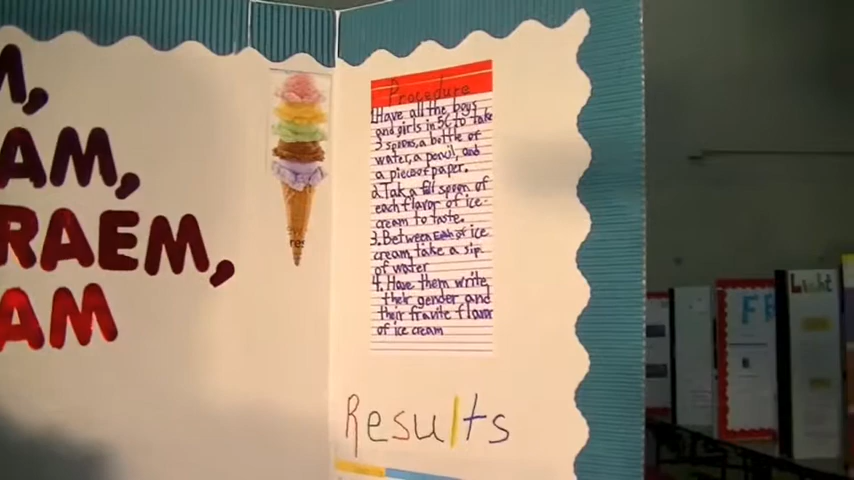 M,
AM,
REAM,
AM
Procedure
1. Have all the boys
and girls in 5C to take
3 spoons, a bottle of
water, a pencil, and
a piece of paper.
2. Take a full spoon of
each flavor of ice
cream to taste.
3. Between each of ice
cream, take a sip
of water
4. Have them write
their gender and
their fravite flavor
of ice cream
Results
Light